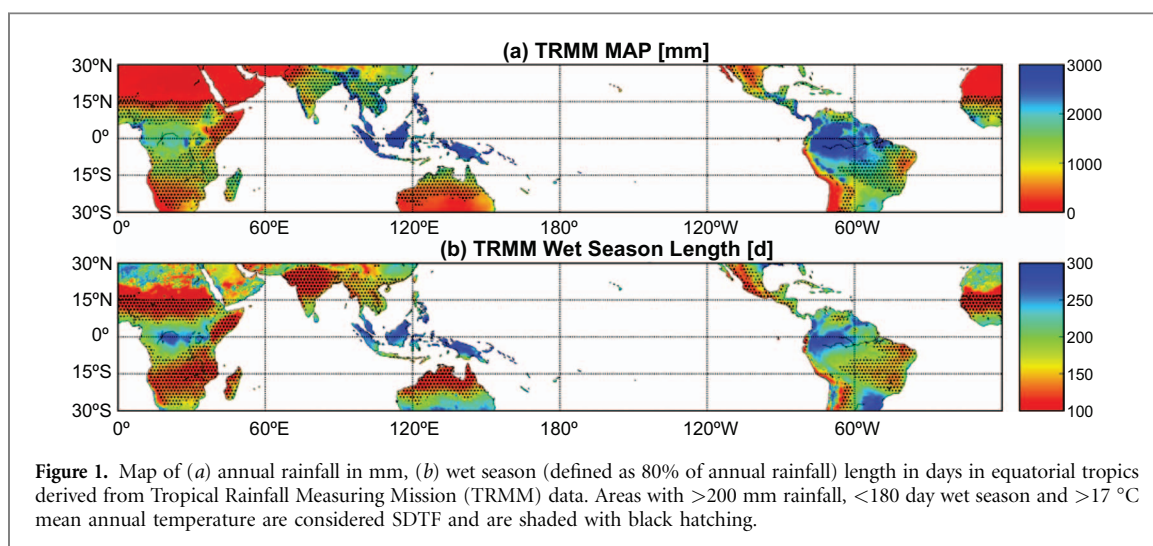 (a) TRMM MAP [mm]
30ºN
15ºN
0º
15ºS
30ºS
0º 60ºE 120ºE 180º 120ºW 60ºW
3000
2000
1000
0
(b) TRMM Wet Season Length [d]
30ºN
15ºN
0º
15ºS
30ºS
0º 60ºE 120ºE 180º 120ºW 60ºW
300
250
200
150
100
Figure 1. Map of (a) annual rainfall in mm, (b) wet season (defined as 80% of annual rainfall) length in days in equatorial tropics
derived from Tropical Rainfall Measuring Mission (TRMM) data. Areas with >200 mm rainfall, <180 day wet season and >17 °C
mean annual temperature are considered SDTF and are shaded with black hatching.